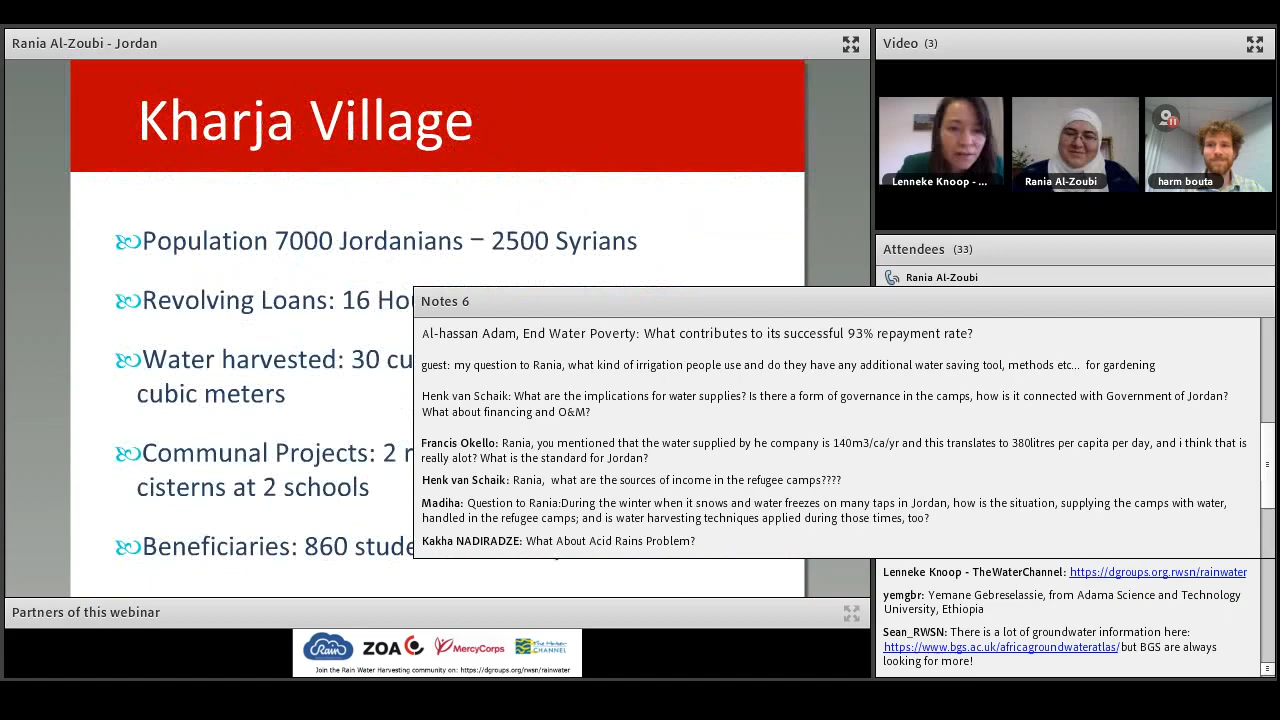 Rania Al-Zoubi - Jordan
Kharja Village
Population 7000 Jordanians – 2500 Syrians
Revolving Loans: 16 Hou
Water harvested: 30 cu
cubic meters
Communal Projects: 2 r
cisterns at 2 schools
Beneficiaries: 860 stude
Notes 6
Al-hassan Adam, End Water Poverty: What contributes to its successful 93% repayment rate?
guest: my question to Rania, what kind of irrigation people use and do they have any additional water saving tool, methods etc... for gardening
Henk van Schaik: What are the implications for water supplies? Is there a form of governance in the camps, how is it connected with Government of Jordan?
What about financing and O&M?
Francis Okello: Rania, you mentioned that the water supplied by he company is 140m3/ca/yr and this translates to 380litres per capita per day, and i think that is
really alot? What is the standard for Jordan?
Henk van Schaik: Rania, what are the sources of income in the refugee camps????
Madiha: Question to Rania:During the winter when it snows and water freezes on many taps in Jordan, how is the situation, supplying the camps with water,
handled in the refugee camps; and is water harvesting techniques applied during those times, too?
Kakha NADIRADZE: What About Acid Rains Problem?
Video (3)
Lenneke Knoop - ...
Rania Al-Zoubi
harm bouta
Attendees (33)
Rania Al-Zoubi
Lenneke Knoop - TheWaterChannel: https://dgroups.org.rwsn/rainwater
yemgbr: Yemane Gebreselassie, from Adama Science and Technology
University, Ethiopia
Sean_RWSN: There is a lot of groundwater information here:
https://www.bgs.ac.uk/africagroundwateratlas/but BGS are always
looking for more!
Partners of this webinar
Rain
ZOA
MercyCorps
The Water
CHANNEL
Join the Rain Water Harvesting community on: https://dgroups.org/rwsn/rainwater